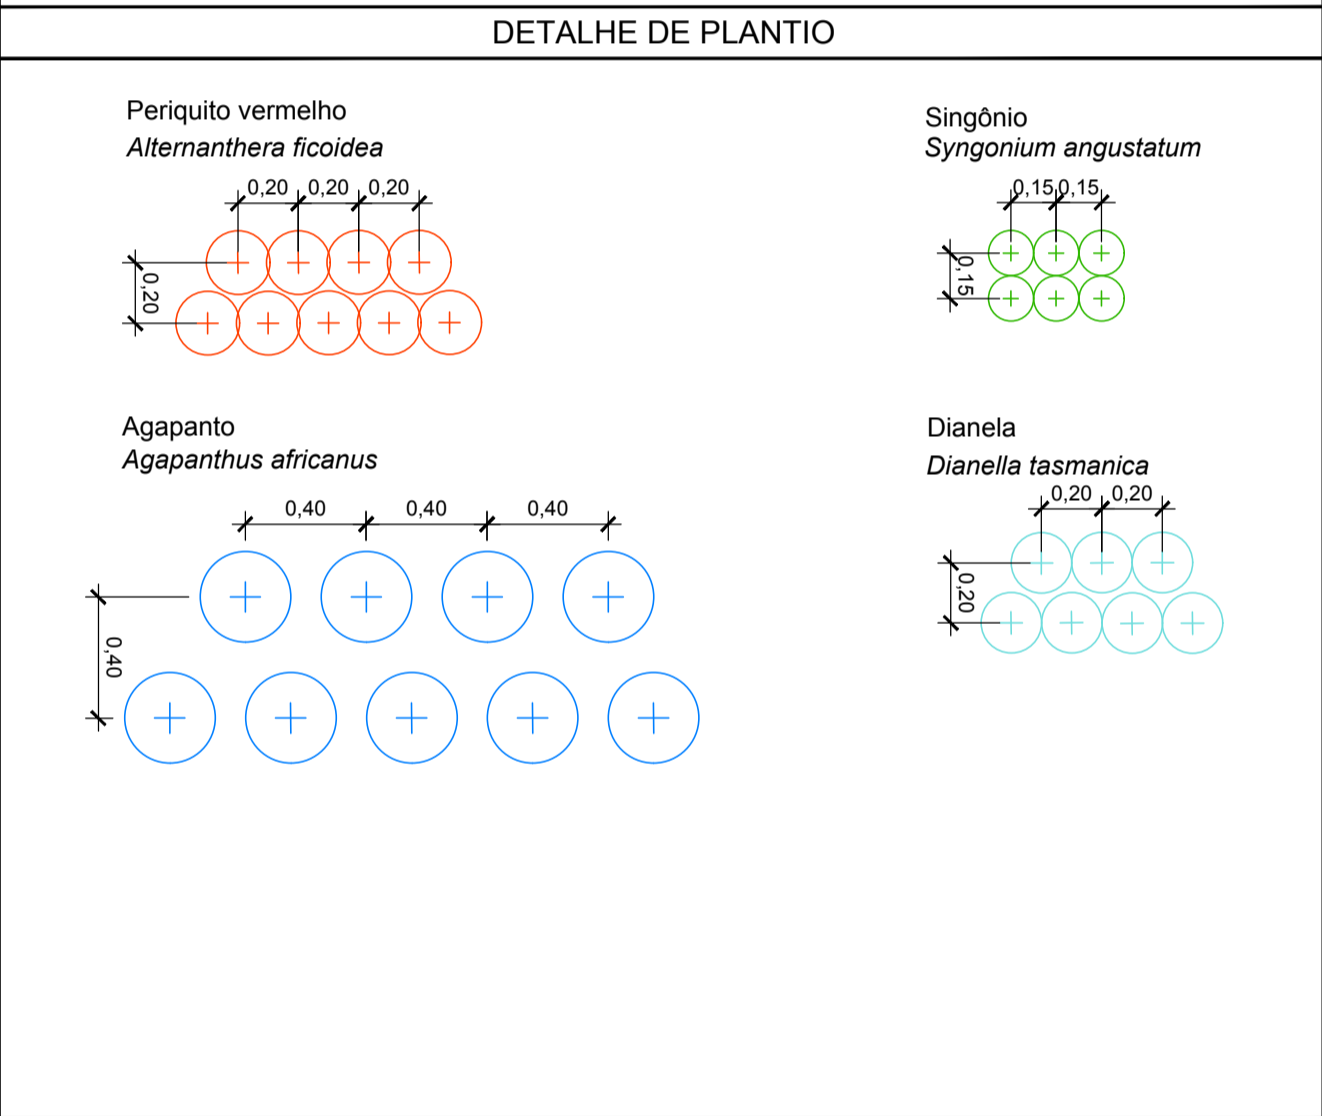 DETALHE DE PLANTIO
Periquito vermelho
Alternanthera ficoidea
0,20 0,20 0,20
0,20
Singônio
Syngonium angustatum
0,15 0,15
0,15
Agapanto
Agapanthus africanus
0,40 0,40 0,40
0,40
Dianela
Dianella tasmanica
0,20 0,20
0,20